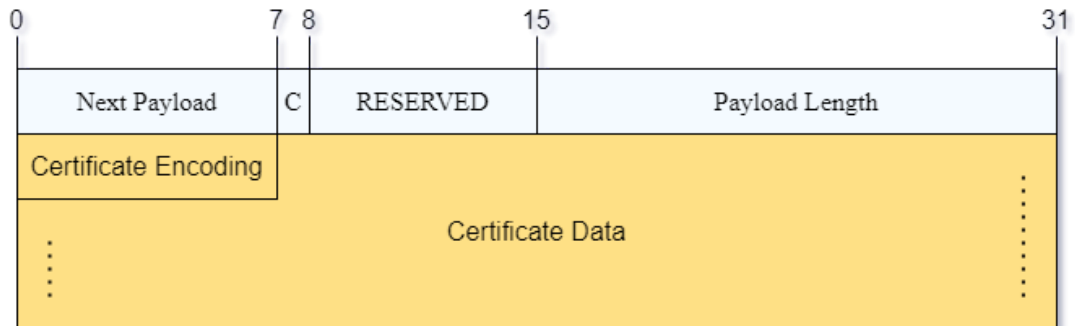 0 7 8 15 31
Next Payload C RESERVED Payload Length
Certificate Encoding
Certificate Data